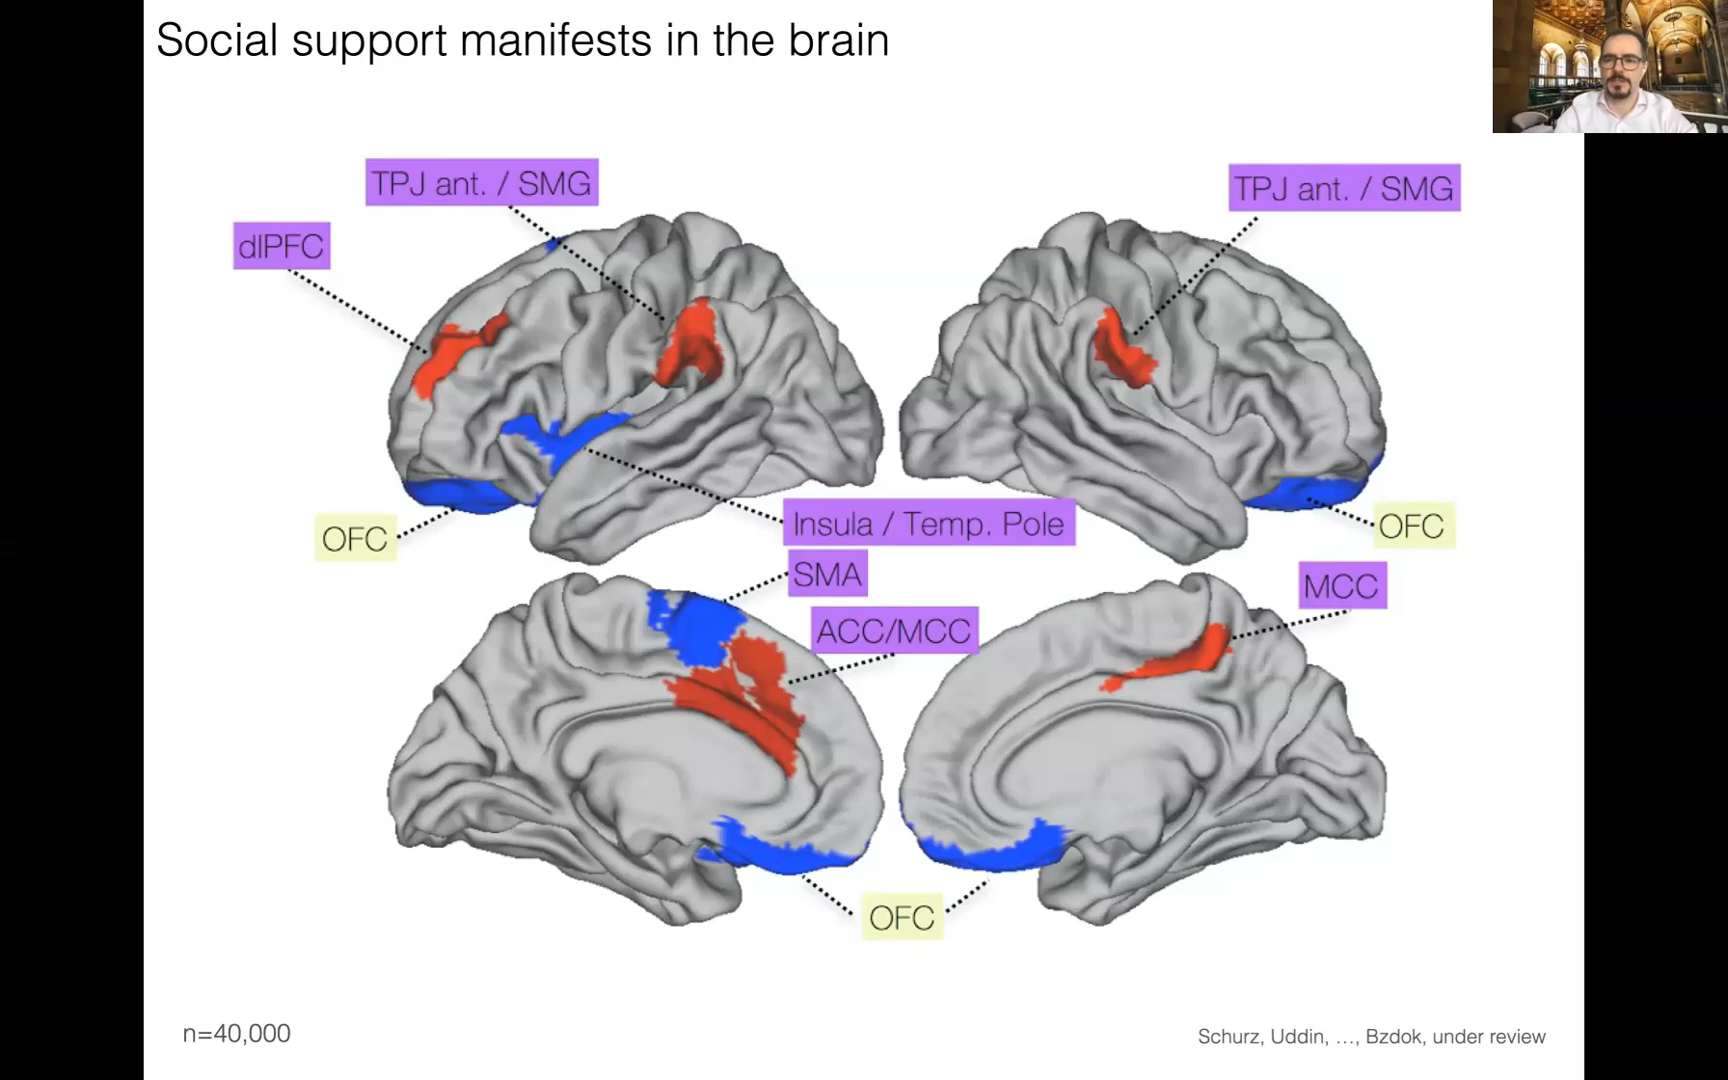 Social support manifests in the brain
TPJ ant. / SMG
TPJ ant. / SMG
dlPFC
OFC
Insula / Temp. Pole
OFC
SMA
MCC
ACC/MCC
OFC
n=40,000
Schurz, Uddin, ..., Bzdok, under review